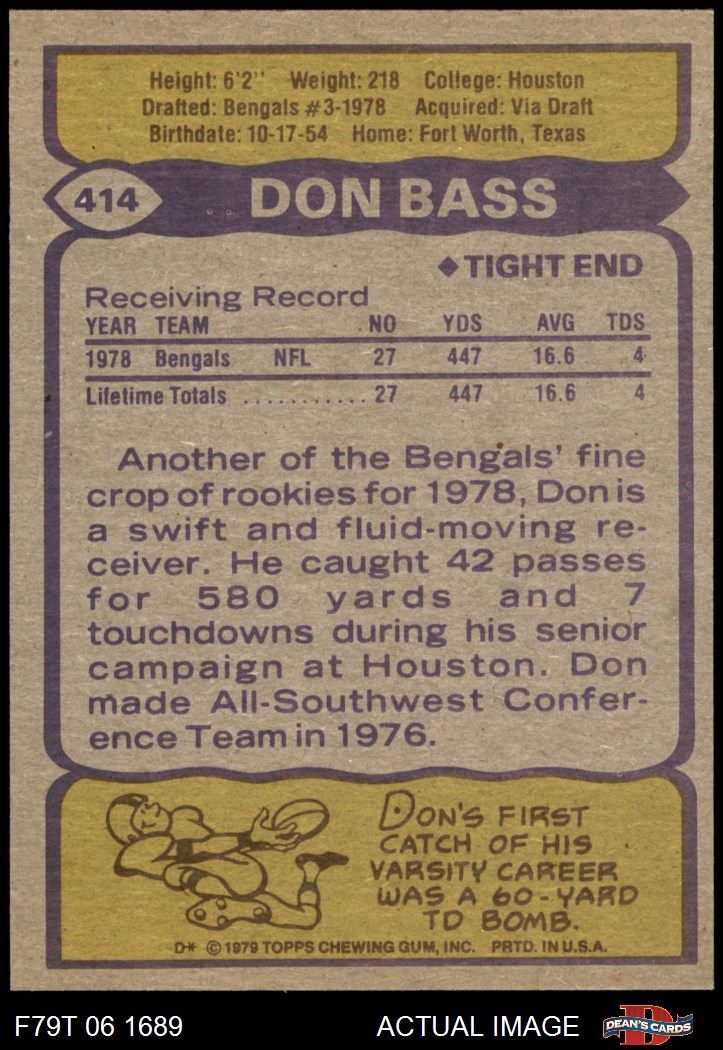 Height: 6'2'' Weight: 218 College: Houston
Drafted: Bengals #3-1978 Acquired: Via Draft
Birthdate: 10-17-54 Home: Fort Worth, Texas
414 DON BASS
◆TIGHT END
Receiving Record
YEAR TEAM NO YDS AVG TDS
1978 Bengals NFL 27 447 16.6 4
Lifetime Totals ........... 27 447 16.6 4
Another of the Bengals' fine
crop of rookies for 1978, Don is
a swift and fluid-moving re-
ceiver. He caught 42 passes
for 580 yards and 7
touchdowns during his senior
campaign at Houston. Don
made All-Southwest Confer-
ence Team in 1976.
DON'S FIRST
CATCH OF HIS
VARSITY CAREER
WAS A 60-YARD
TD BOMB.
D* © 1979 TOPPS CHEWING GUM, INC. PRTD. IN U.S.A.
F79T 06 1689 ACTUAL IMAGE D DEAN'S CARDS